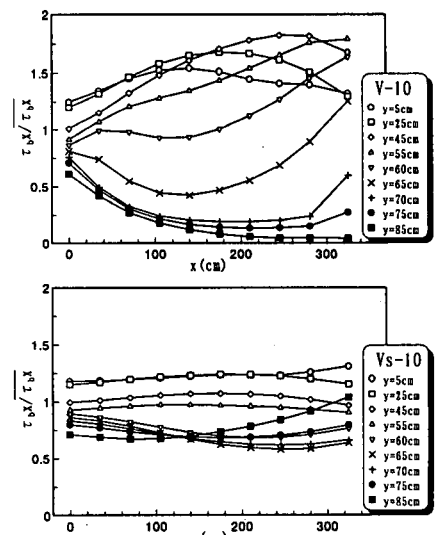 2
1.5
1
0.5
0
0
100
200
300
x(cm)
τbx/τbx
V-10
y=5cm
y=25cm
y=45cm
y=55cm
y=60cm
y=65cm
y=70cm
y=75cm
y=85cm
2
1.5
1
0.5
0
0
100
200
300
τbx/τbx
Vs-10
y=5cm
y=25cm
y=45cm
y=55cm
y=60cm
y=65cm
y=70cm
y=75cm
y=85cm